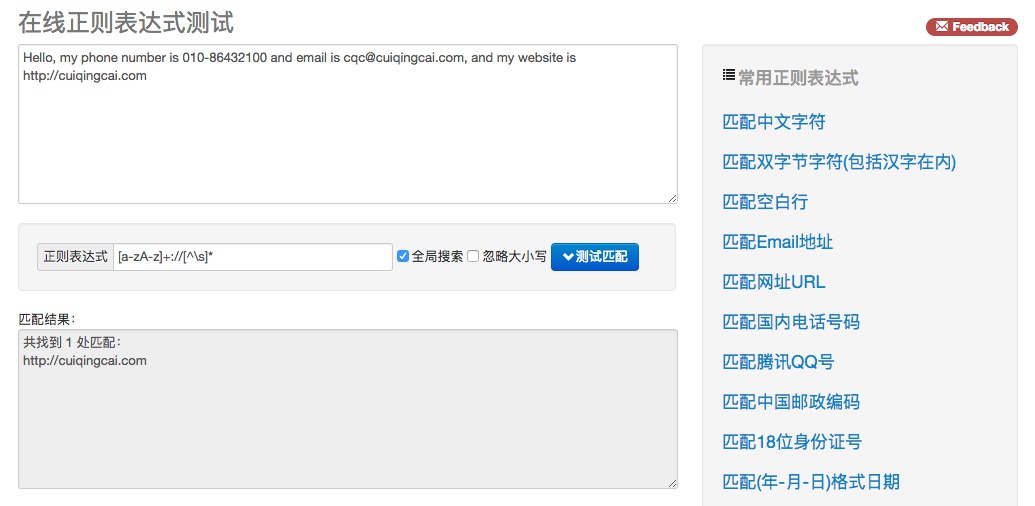 在线正则表达式测试
Feedback
Hello, my phone number is 010-86432100 and email is cqc@cuiqingcai.com, and my website is
http://cuiqingcai.com
正则表达式 [a-zA-z]+://[^\s]* 全局搜索 忽略大小写 测试匹配
匹配结果：
共找到 1 处匹配：
http://cuiqingcai.com
常用正则表达式
匹配中文字符
匹配双字节字符(包括汉字在内)
匹配空白行
匹配Email地址
匹配网址URL
匹配国内电话号码
匹配腾讯QQ号
匹配中国邮政编码
匹配18位身份证号
匹配(年-月-日)格式日期